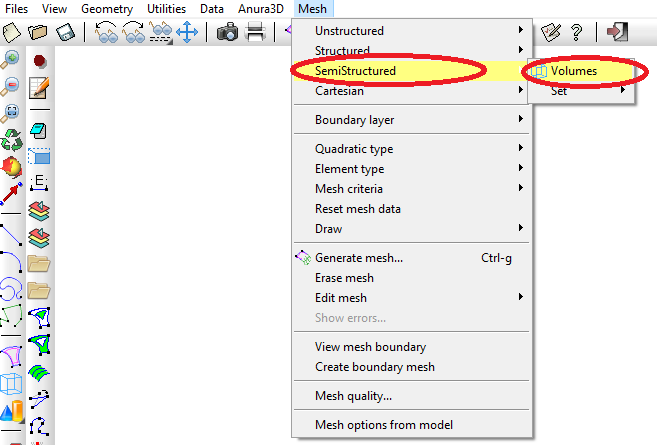 Files View Geometry Utilities Data Anura3D Mesh
Unstructured
Structured
SemiStructured
Volumes
Cartesian
Set
Boundary layer
Quadratic type
Element type
Mesh criteria
Reset mesh data
Draw
Generate mesh... Ctrl-g
Erase mesh
Edit mesh
Show errors...
View mesh boundary
Create boundary mesh
Mesh quality...
Mesh options from model
.E.